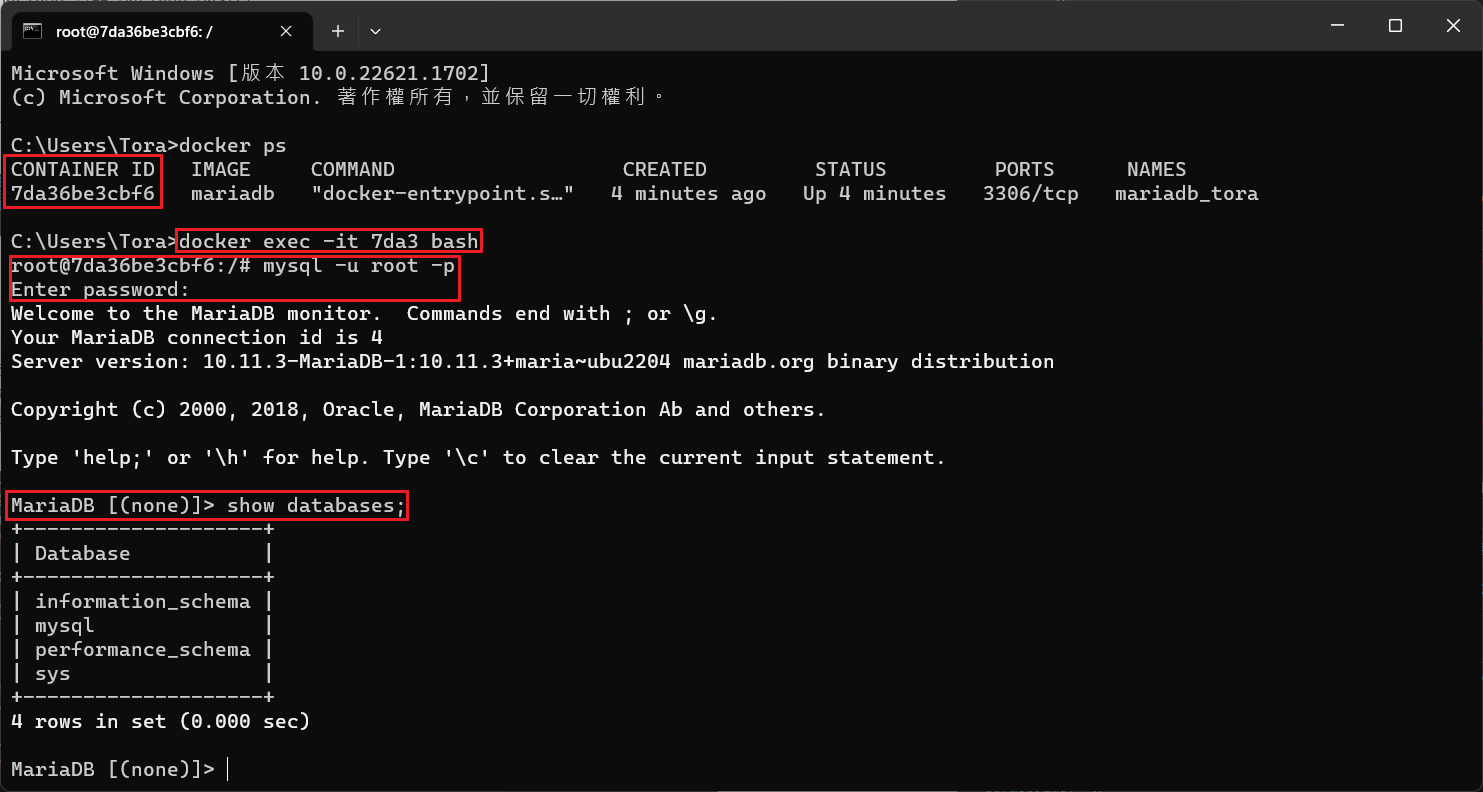 root@7da36be3cbf6: /
Microsoft Windows [版本 10.0.22621.1702]
(c) Microsoft Corporation. 著作權所有，並保留一切權利。
C:\Users\Tora>docker ps
CONTAINER ID   IMAGE     COMMAND                   CREATED         STATUS         PORTS      NAMES
7da36be3cbf6   mariadb   "docker-entrypoint.s…"   4 minutes ago   Up 4 minutes   3306/tcp   mariadb_tora
C:\Users\Tora>docker exec -it 7da3 bash
root@7da36be3cbf6:/# mysql -u root -p
Enter password:
Welcome to the MariaDB monitor.  Commands end with ; or \g.
Your MariaDB connection id is 4
Server version: 10.11.3-MariaDB-1:10.11.3+maria~ubu2204 mariadb.org binary distribution
Copyright (c) 2000, 2018, Oracle, MariaDB Corporation Ab and others.
Type 'help;' or '\h' for help. Type '\c' to clear the current input statement.
MariaDB [(none)]> show databases;
+--------------------+
| Database           |
+--------------------+
| information_schema |
| mysql              |
| performance_schema |
| sys                |
+--------------------+
4 rows in set (0.000 sec)
MariaDB [(none)]>